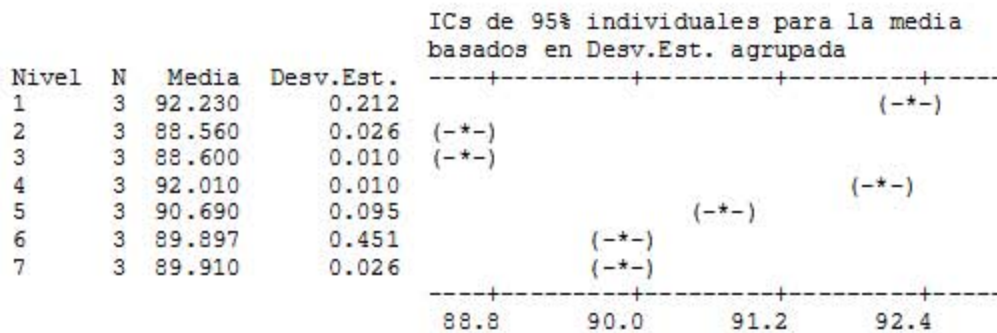 ICs de 95% individuales para la media
basados en Desv.Est. agrupada
Nivel  N   Media  Desv.Est.  ----+---------+---------+---------+-----
1      3  92.230      0.212                                 (-*-)
2      3  88.560      0.026  (-*-)
3      3  88.600      0.010  (-*-)
4      3  92.010      0.010                               (-*-)
5      3  90.690      0.095                    (-*-)
6      3  89.897      0.451             (-*-)
7      3  89.910      0.026             (-*-)
----+---------+---------+---------+-----
88.8      90.0      91.2      92.4